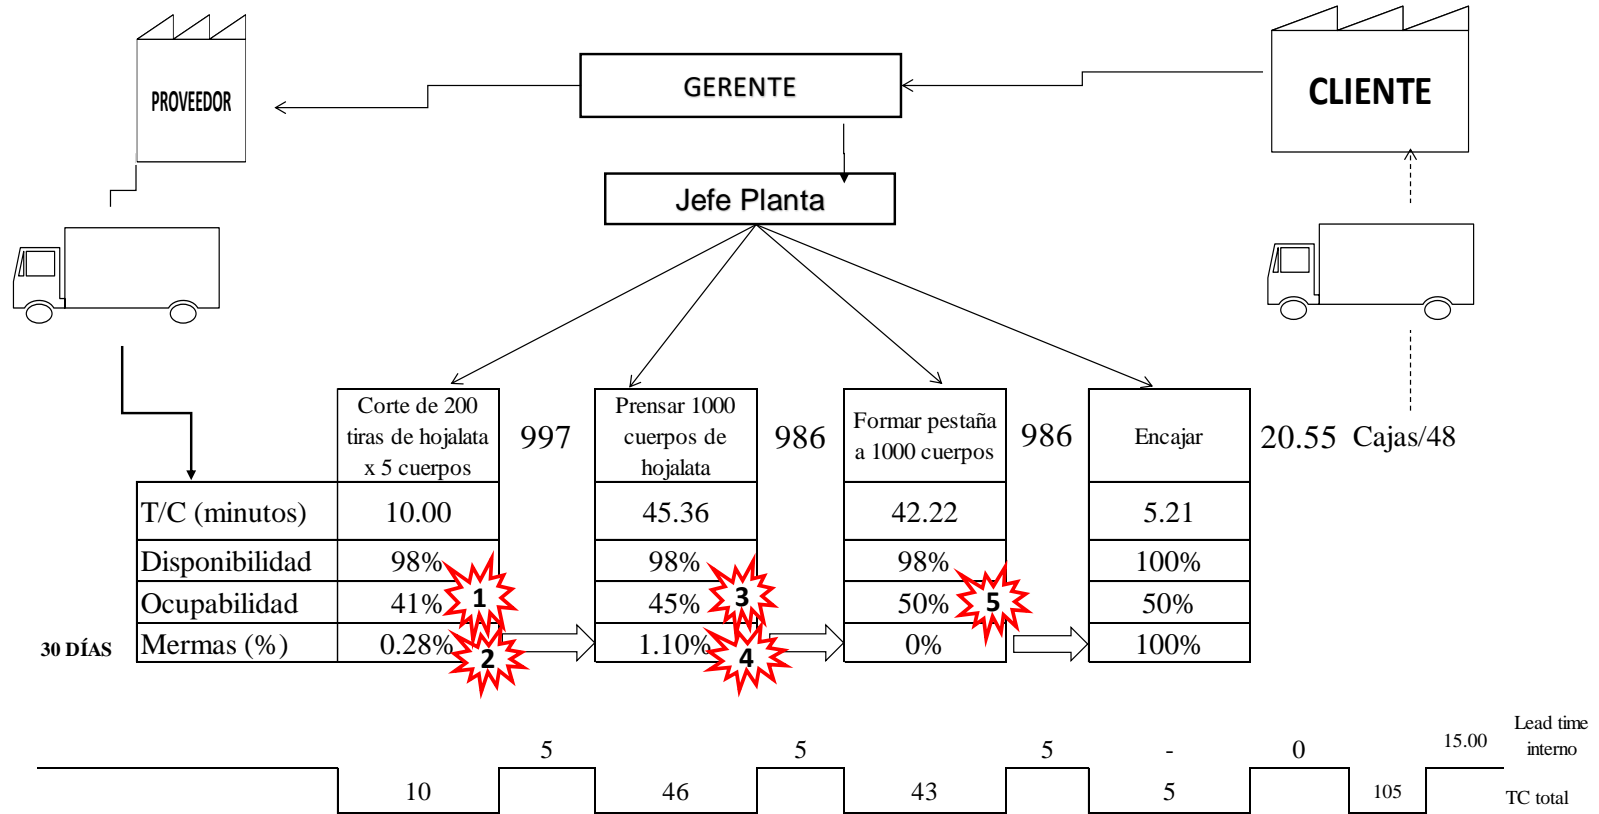 PROVEEDOR
GERENTE
CLIENTE
Jefe Planta
Corte de 200
tiras de hojalata
x 5 cuerpos
997
Prensar 1000
cuerpos de
hojalata
986
Formar pestaña
a 1000 cuerpos
986
Encajar
20.55 Cajas/48
T/C (minutos) 10.00 45.36 42.22 5.21
Disponibilidad 98% 98% 98% 100%
Ocupabilidad 41% 1 45% 3 50% 5 50%
30 DÍAS Mermas (%) 0.28% 2 1.10% 4 0% 100%
5 5 5 - 0 15.00 Lead time
interno
10 46 43 5 105 TC total